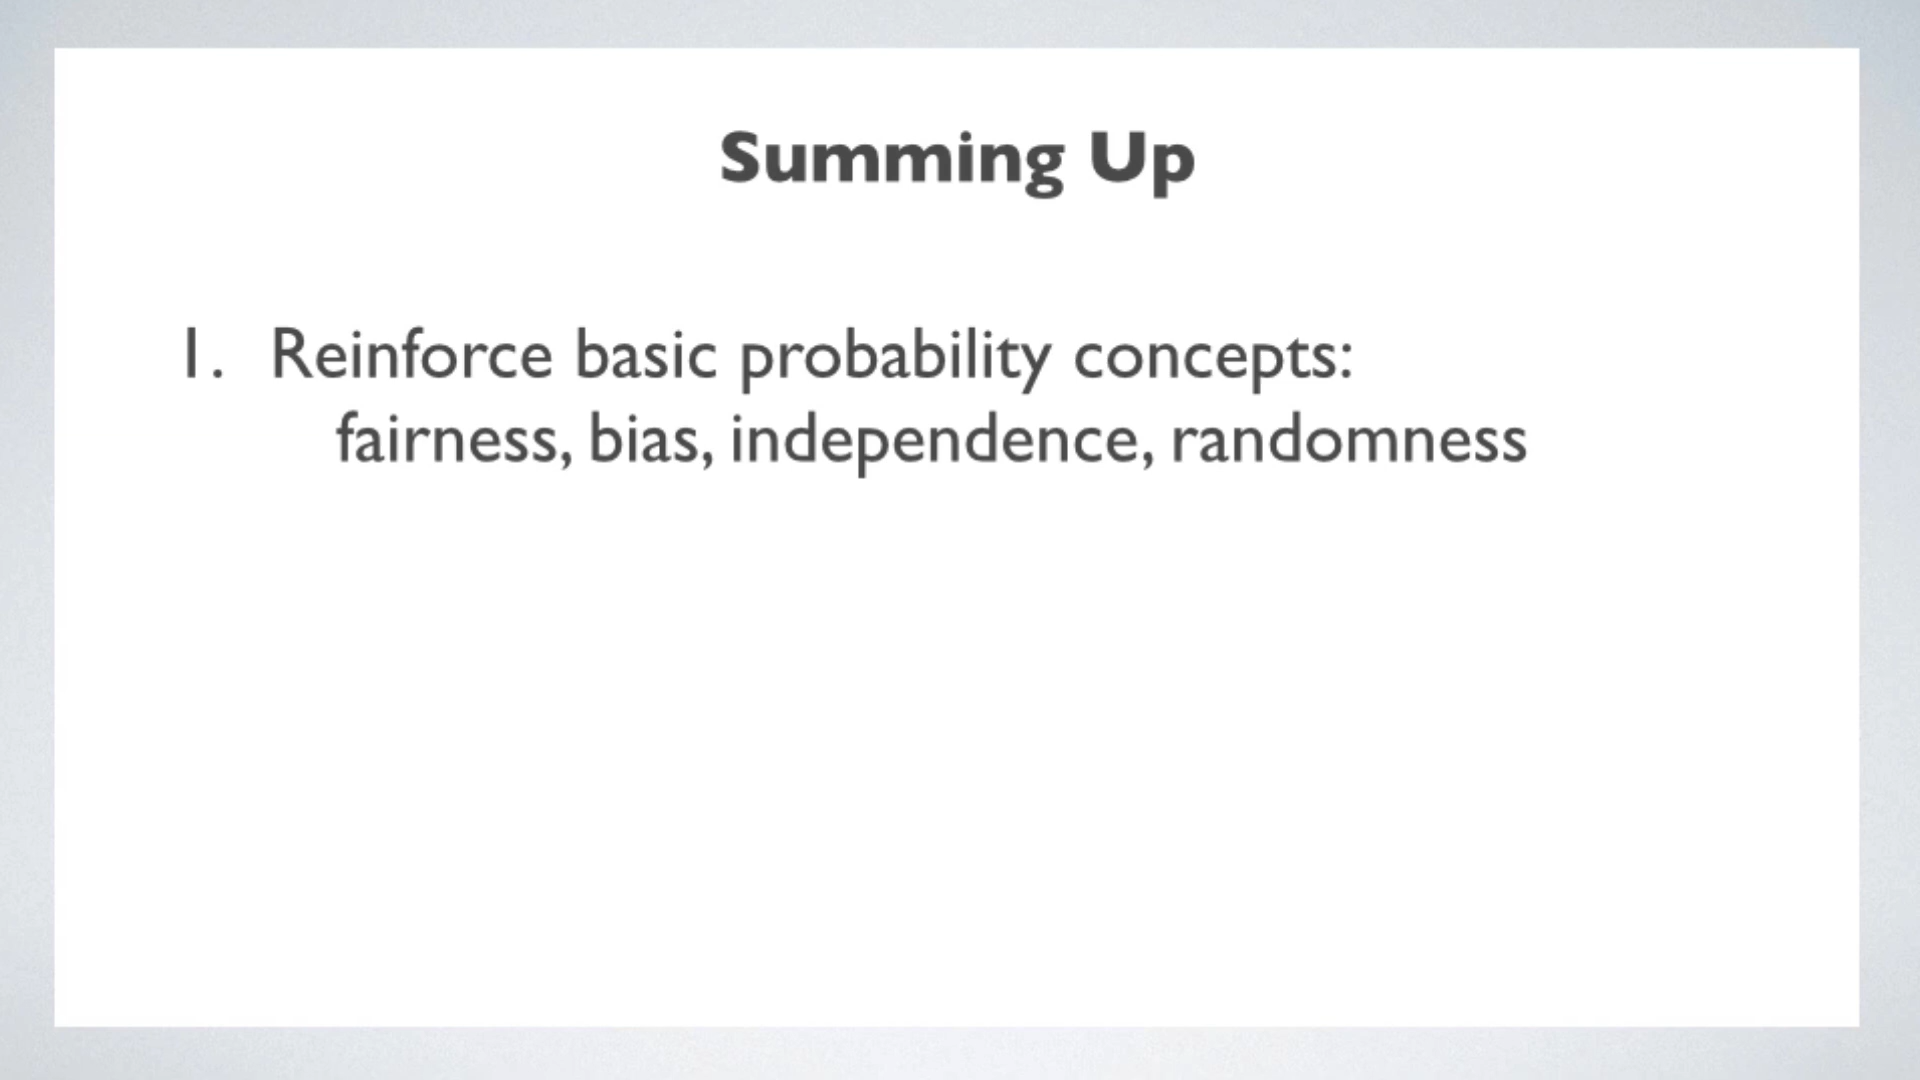 Summing Up
1. Reinforce basic probability concepts:
fairness, bias, independence, randomness